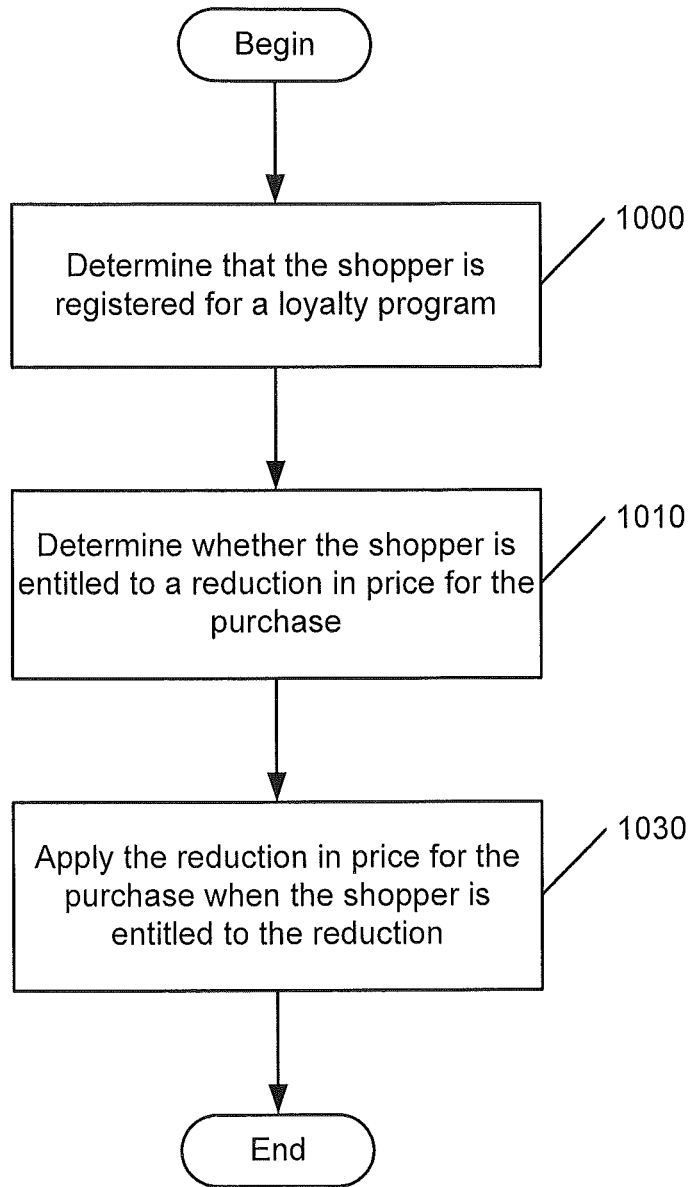 Begin
1000
Determine that the shopper is
registered for a loyalty program
1010
Determine whether the shopper is
entitled to a reduction in price for the
purchase
1030
Apply the reduction in price for the
purchase when the shopper is
entitled to the reduction
End